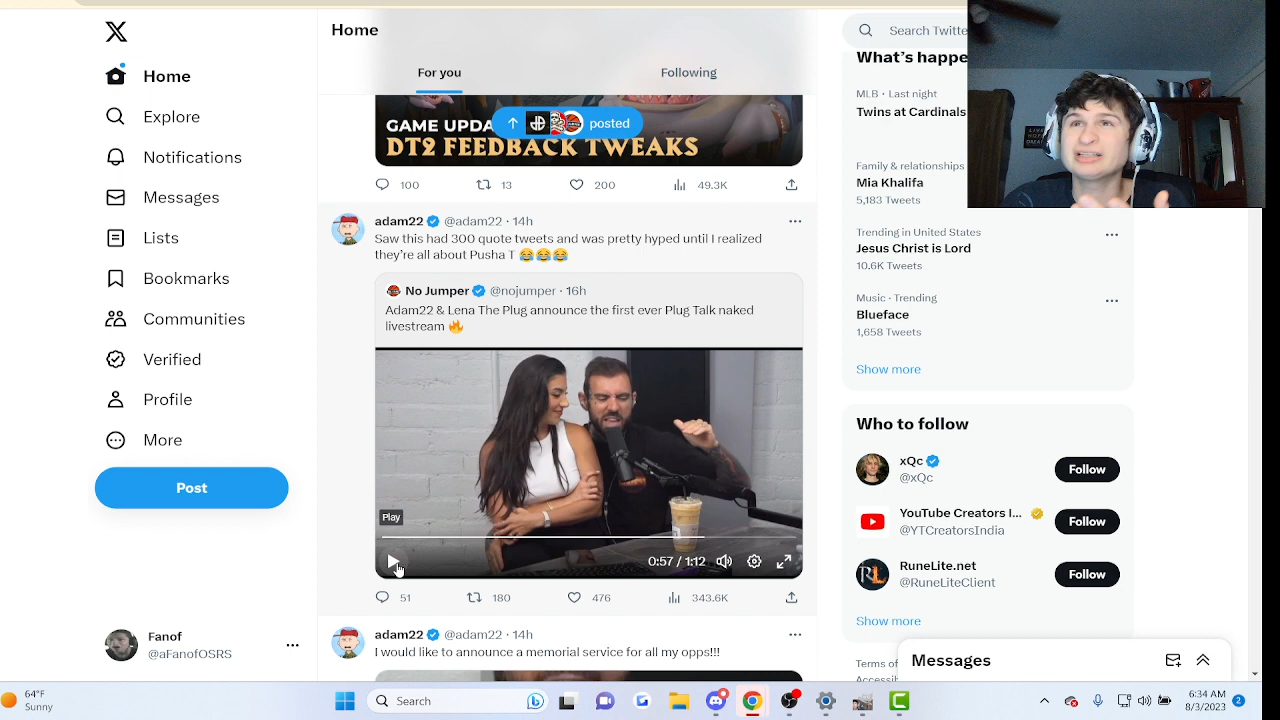 Home
Explore
Notifications
Messages
Lists
Bookmarks
Communities
Verified
Profile
More
Post
Fanof
@aFanofOSRS
Home
For you
Following
GAME UPDA
DT2 FEEDBACK TWEAKS
posted
100
13
200
49.3K
adam22 @adam22 · 14h
Saw this had 300 quote tweets and was pretty hyped until I realized
they're all about Pusha T 😂😂😂
No Jumper @nojumper · 16h
Adam22 & Lena The Plug announce the first ever Plug Talk naked
livestream 🔥
Play
0:57 / 1:12
51
180
476
343.6K
adam22 @adam22 · 14h
I would like to announce a memorial service for all my opps!!!
Search Twitte
What's happe
MLB · Last night
Twins at Cardinals
Family & relationships
Mia Khalifa
5,183 Tweets
Trending in United States
Jesus Christ is Lord
10.6K Tweets
Music · Trending
Blueface
1,658 Tweets
Show more
Who to follow
xQc
@xQc
Follow
YouTube Creators I...
@YTCreatorsIndia
Follow
RuneLite.net
@RuneLiteClient
Follow
Show more
Terms of
Messages
64°F
Sunny
Search
6:34 AM
8/3/2023
2